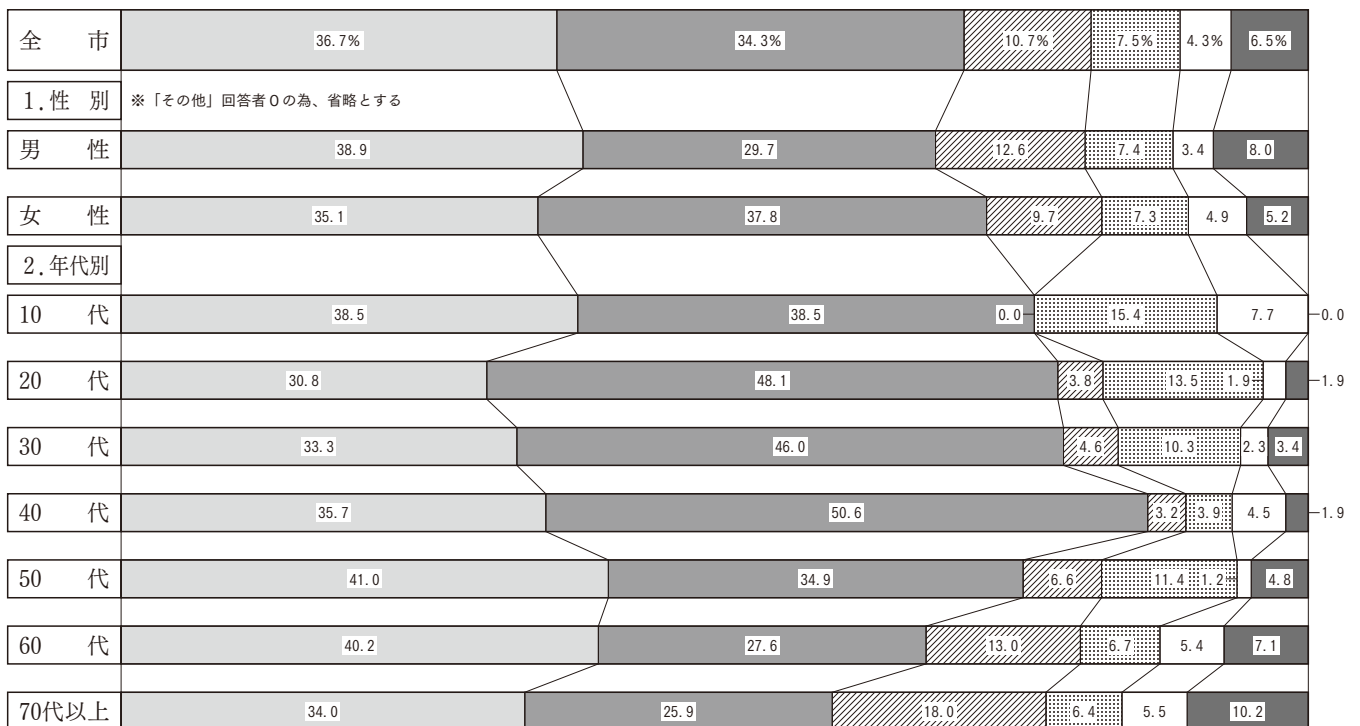 全 市 36.7% 34.3% 10.7% 7.5% 4.3% 6.5%
1.性 別 ※「その他」回答者0の為、省略とする
男 性 38.9 29.7 12.6 7.4 3.4 8.0
女 性 35.1 37.8 9.7 7.3 4.9 5.2
2.年代別
10 代 38.5 38.5 0.0 15.4 7.7 0.0
20 代 30.8 48.1 3.8 13.5 1.9 1.9
30 代 33.3 46.0 4.6 10.3 2.3 3.4
40 代 35.7 50.6 3.2 3.9 4.5 1.9
50 代 41.0 34.9 6.6 11.4 1.2 4.8
60 代 40.2 27.6 13.0 6.7 5.4 7.1
70代以上 34.0 25.9 18.0 6.4 5.5 10.2